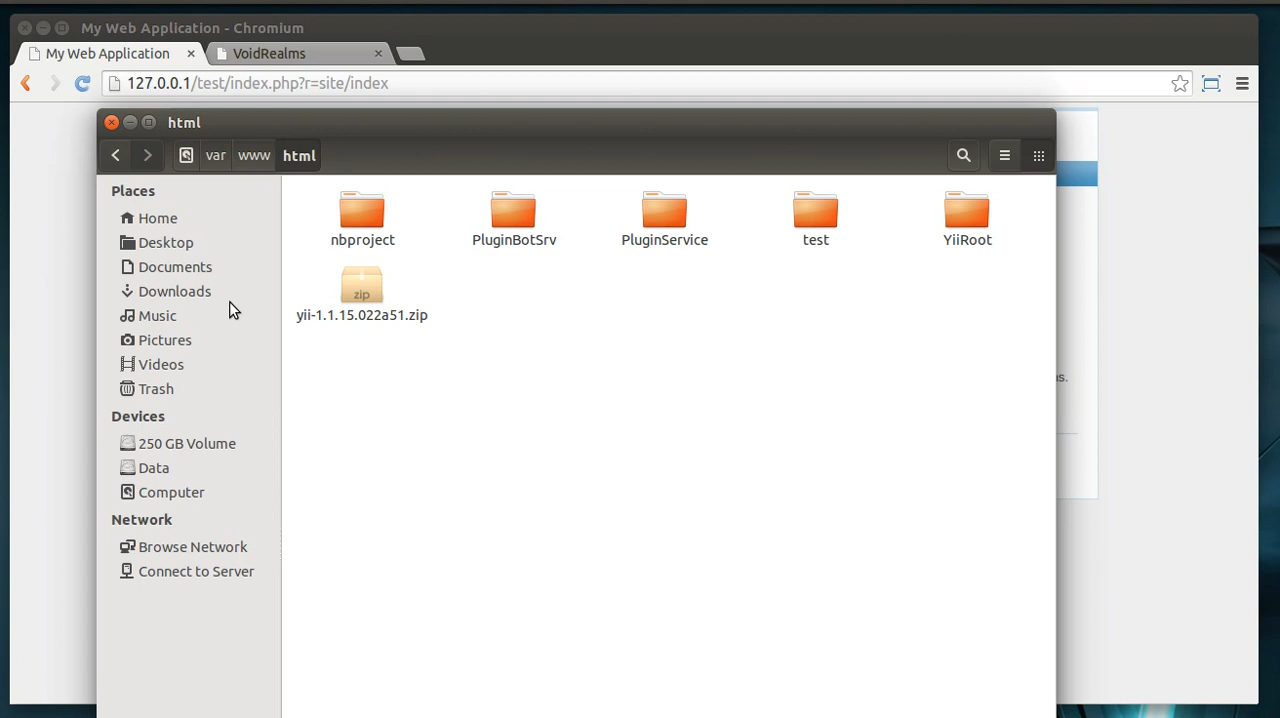 My Web Application - Chromium
My Web Application
VoidRealms
127.0.0.1/test/index.php?r=site/index
html
var
www
html
Places
Home
Desktop
Documents
Downloads
Music
Pictures
Videos
Trash
Devices
250 GB Volume
Data
Computer
Network
Browse Network
Connect to Server
nbproject
PluginBotSrv
PluginService
test
YiiRoot
zip
yii-1.1.15.022a51.zip